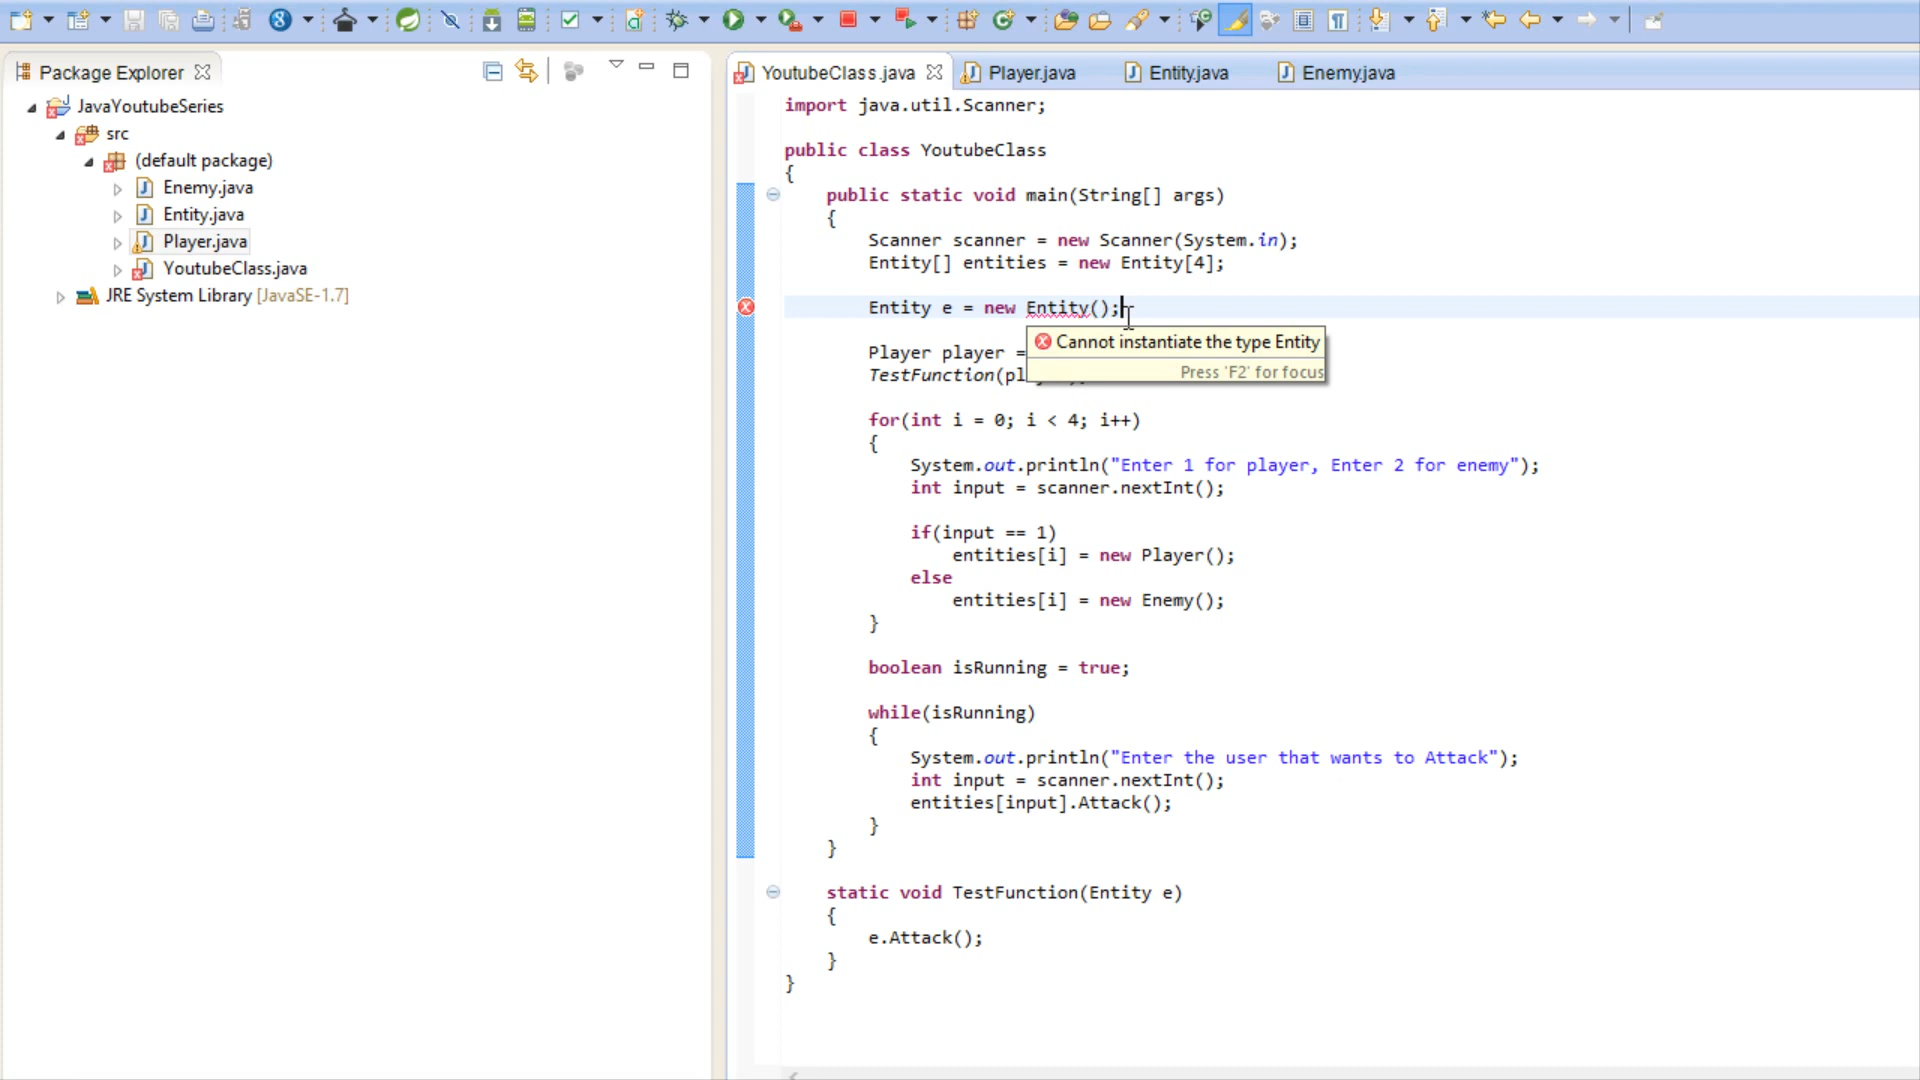 Package Explorer
JavaYoutubeSeries
src
(default package)
Enemy.java
Entity.java
Player.java
YoutubeClass.java
JRE System Library [JavaSE-1.7]
YoutubeClass.java
Player.java
Entity.java
Enemy.java
import java.util.Scanner;
public class YoutubeClass
{
public static void main(String[] args)
{
Scanner scanner = new Scanner(System.in);
Entity[] entities = new Entity[4];
Entity e = new Entity();
Cannot instantiate the type Entity
Press 'F2' for focus
Player player =
TestFunction(pl
for(int i = 0; i < 4; i++)
{
System.out.println("Enter 1 for player, Enter 2 for enemy");
int input = scanner.nextInt();
if(input == 1)
entities[i] = new Player();
else
entities[i] = new Enemy();
}
boolean isRunning = true;
while(isRunning)
{
System.out.println("Enter the user that wants to Attack");
int input = scanner.nextInt();
entities[input].Attack();
}
}
static void TestFunction(Entity e)
{
e.Attack();
}
}